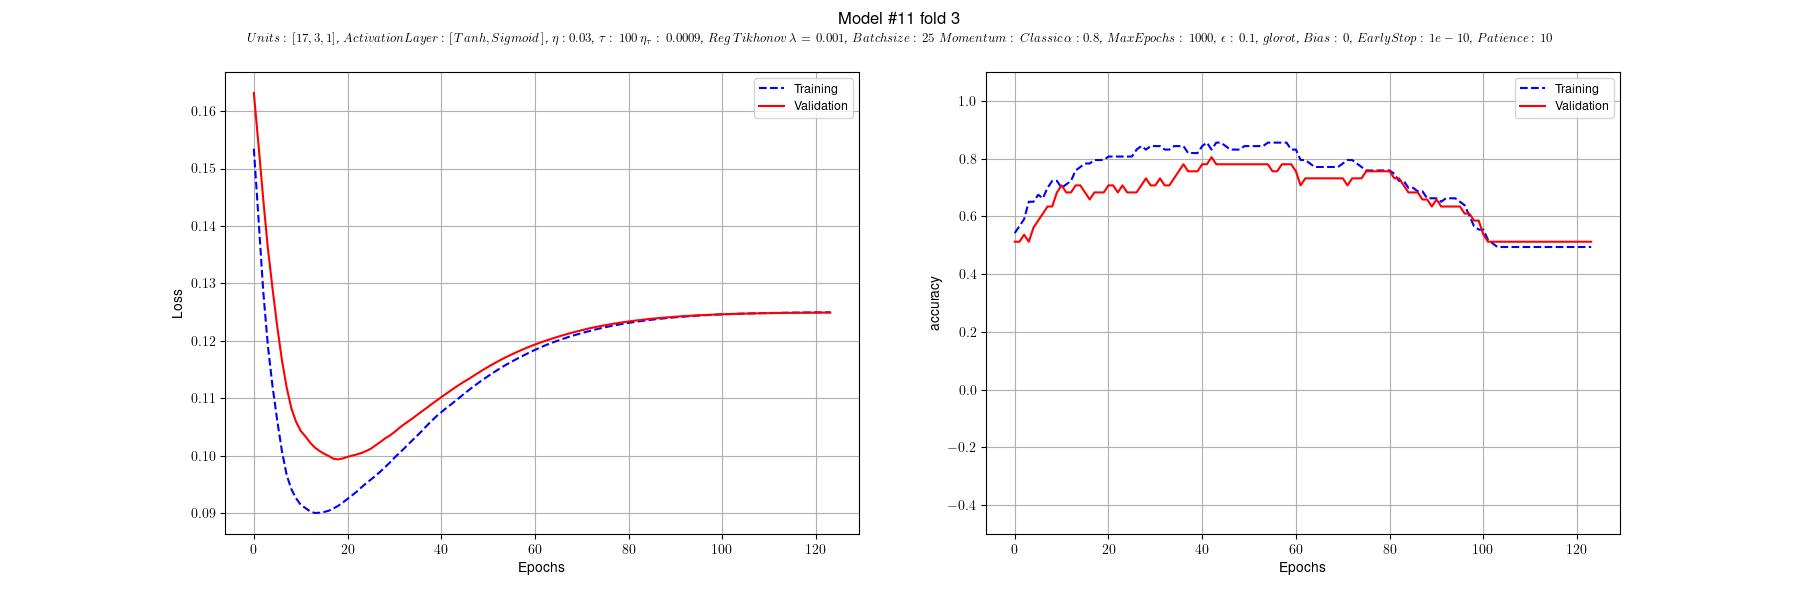 Model #11 fold 3
Units : [17, 3, 1], ActivationLayer : [Tanh, Sigmoid], η : 0.03, τ : 100 η_τ : 0.0009, Reg Tikhonov λ = 0.001, Batchsize : 25 Momentum : Classic α : 0.8, MaxEpochs : 1000, ϵ : 0.1, glorot, Bias : 0, EarlyStop : 1e − 10, Patience : 10
Training
Validation
0.16
0.15
0.14
0.13
0.12
0.11
0.10
0.09
Loss
0 20 40 60 80 100 120
Epochs
Training
Validation
1.0
0.8
0.6
0.4
0.2
0.0
−0.2
−0.4
accuracy
0 20 40 60 80 100 120
Epochs